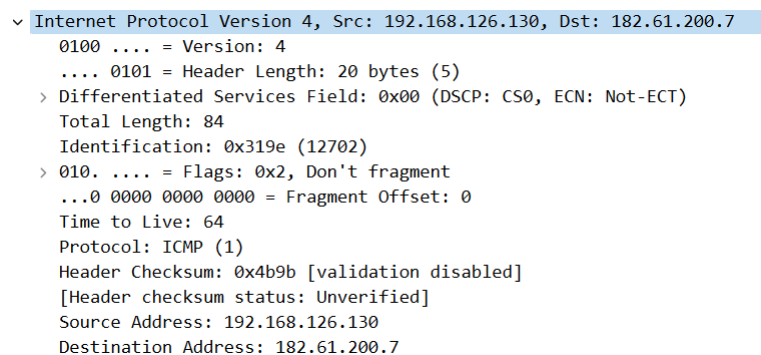 Internet Protocol Version 4, Src: 192.168.126.130, Dst: 182.61.200.7
0100 .... = Version: 4
.... 0101 = Header Length: 20 bytes (5)
Differentiated Services Field: 0x00 (DSCP: CS0, ECN: Not-ECT)
Total Length: 84
Identification: 0x319e (12702)
010. .... = Flags: 0x2, Don't fragment
...0 0000 0000 0000 = Fragment Offset: 0
Time to Live: 64
Protocol: ICMP (1)
Header Checksum: 0x4b9b [validation disabled]
[Header checksum status: Unverified]
Source Address: 192.168.126.130
Destination Address: 182.61.200.7